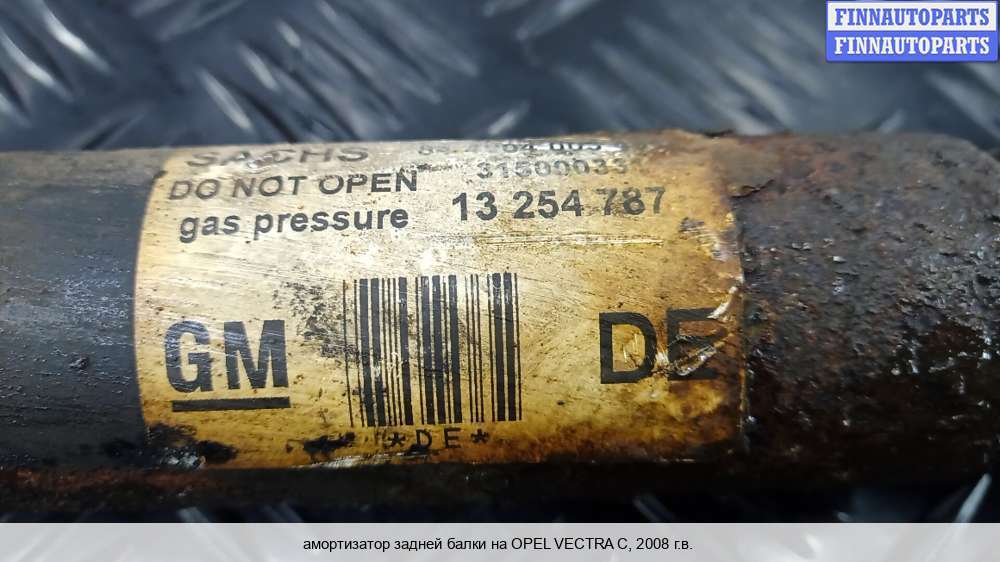 FINNAUTOPARTS
FINNAUTOPARTS
SACHS
DO NOT OPEN
gas pressure 13 254 787
GM
DE
*DE*
амортизатор задней балки на OPEL VECTRA C, 2008 г.в.